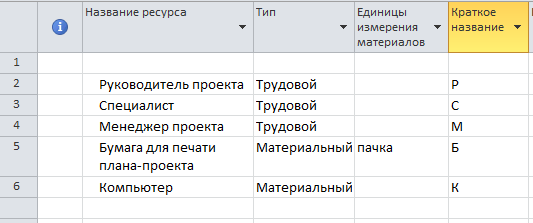 Название ресурса Тип Единицы измерения материалов Краткое название
1
2 Руководитель проекта Трудовой Р
3 Специалист Трудовой С
4 Менеджер проекта Трудовой М
5 Бумага для печати плана-проекта Материальный пачка Б
6 Компьютер Материальный К